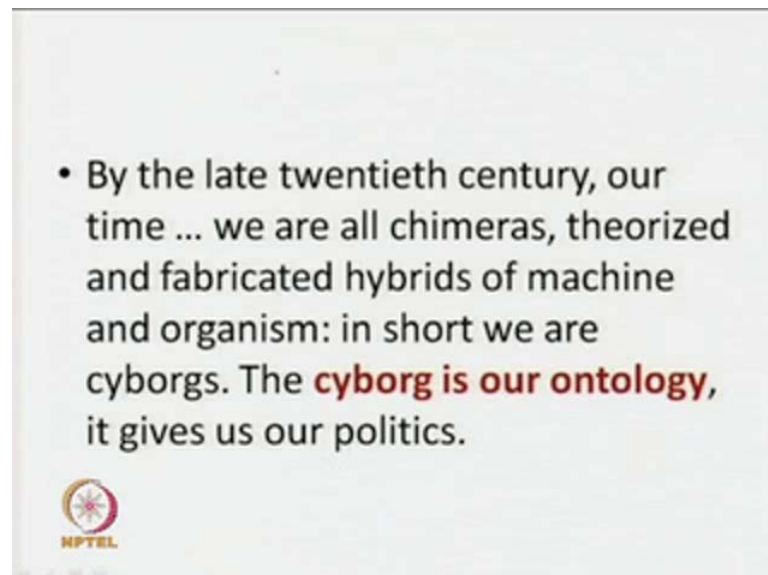 • By the late twentieth century, our
time ... we are all chimeras, theorized
and fabricated hybrids of machine
and organism: in short we are
cyborgs. The cyborg is our ontology,
it gives us our politics.
NPTEL